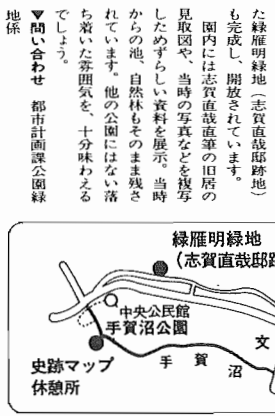 た緑雁明緑地（志賀直哉邸跡地）
も完成し、開放されています。
園内には志賀直哉直筆の旧居の
見取図や、当時の写真などを複写
しためずらしい資料を展示。当時
からの池、自然林もそのまま残さ
れています。他の公園にはない落
ち着いた雰囲気を、十分味わえる
でしょう。
▼問い合わせ　都市計画課公園緑
地係
緑雁明緑地
（志賀直哉邸跡
中央公民館
手賀沼公園
文
手賀沼
史跡マップ
休憩所